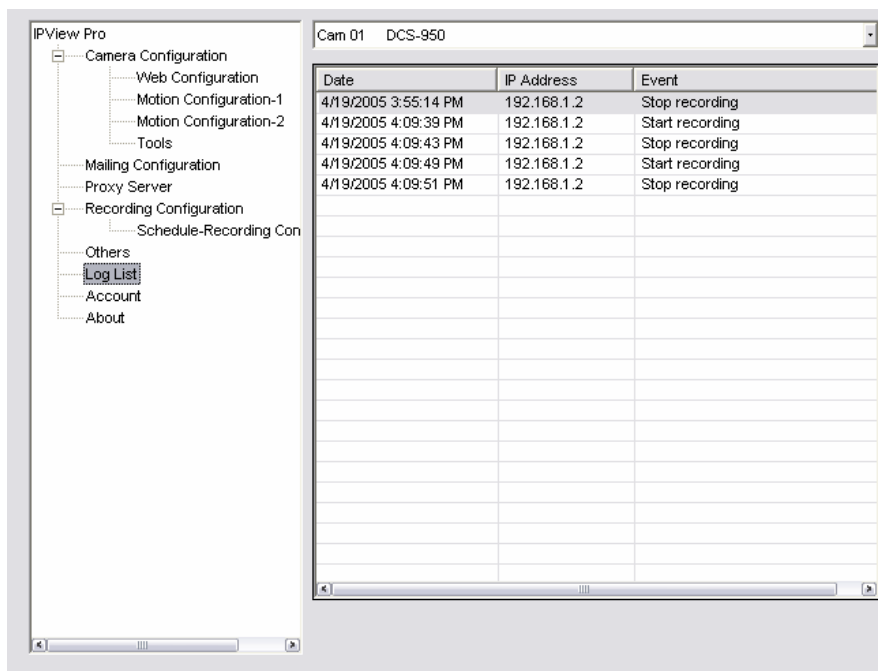 IPView Pro
Camera Configuration
Web Configuration
Motion Configuration-1
Motion Configuration-2
Tools
Mailing Configuration
Proxy Server
Recording Configuration
Schedule-Recording Con
Others
Log List
Account
About
Cam 01 DCS-950
Date IP Address Event
4/19/2005 3:55:14 PM 192.168.1.2 Stop recording
4/19/2005 4:09:39 PM 192.168.1.2 Start recording
4/19/2005 4:09:43 PM 192.168.1.2 Stop recording
4/19/2005 4:09:49 PM 192.168.1.2 Start recording
4/19/2005 4:09:51 PM 192.168.1.2 Stop recording